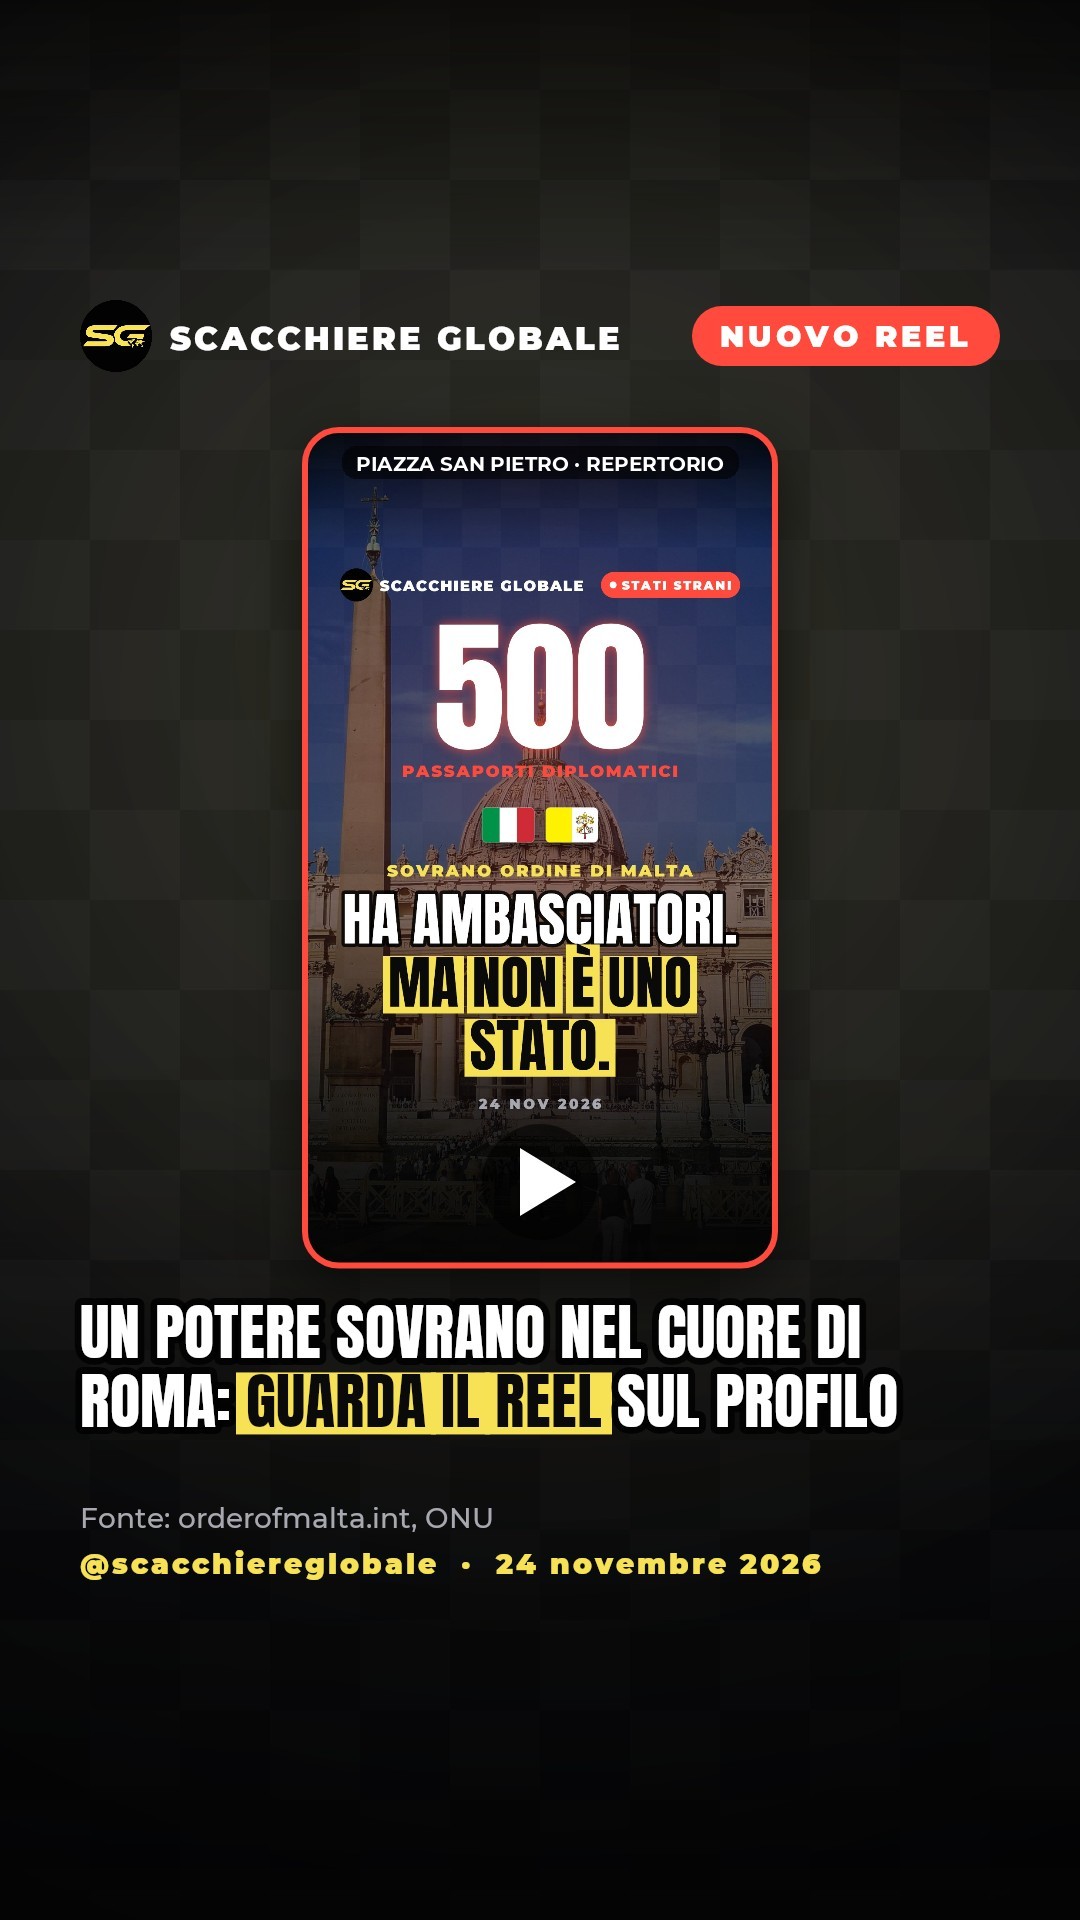 SG SCACCHIERE GLOBALE
NUOVO REEL
PIAZZA SAN PIETRO · REPERTORIO
SG SCACCHIERE GLOBALE
STATI STRANI
500
PASSAPORTI DIPLOMATICI
SOVRANO ORDINE DI MALTA
HA AMBASCIATORI.
MA NON È UNO
STATO.
24 NOV 2026
UN POTERE SOVRANO NEL CUORE DI
ROMA: GUARDA IL REEL SUL PROFILO
Fonte: orderofmalta.int, ONU
@scacchiereglobale · 24 novembre 2026